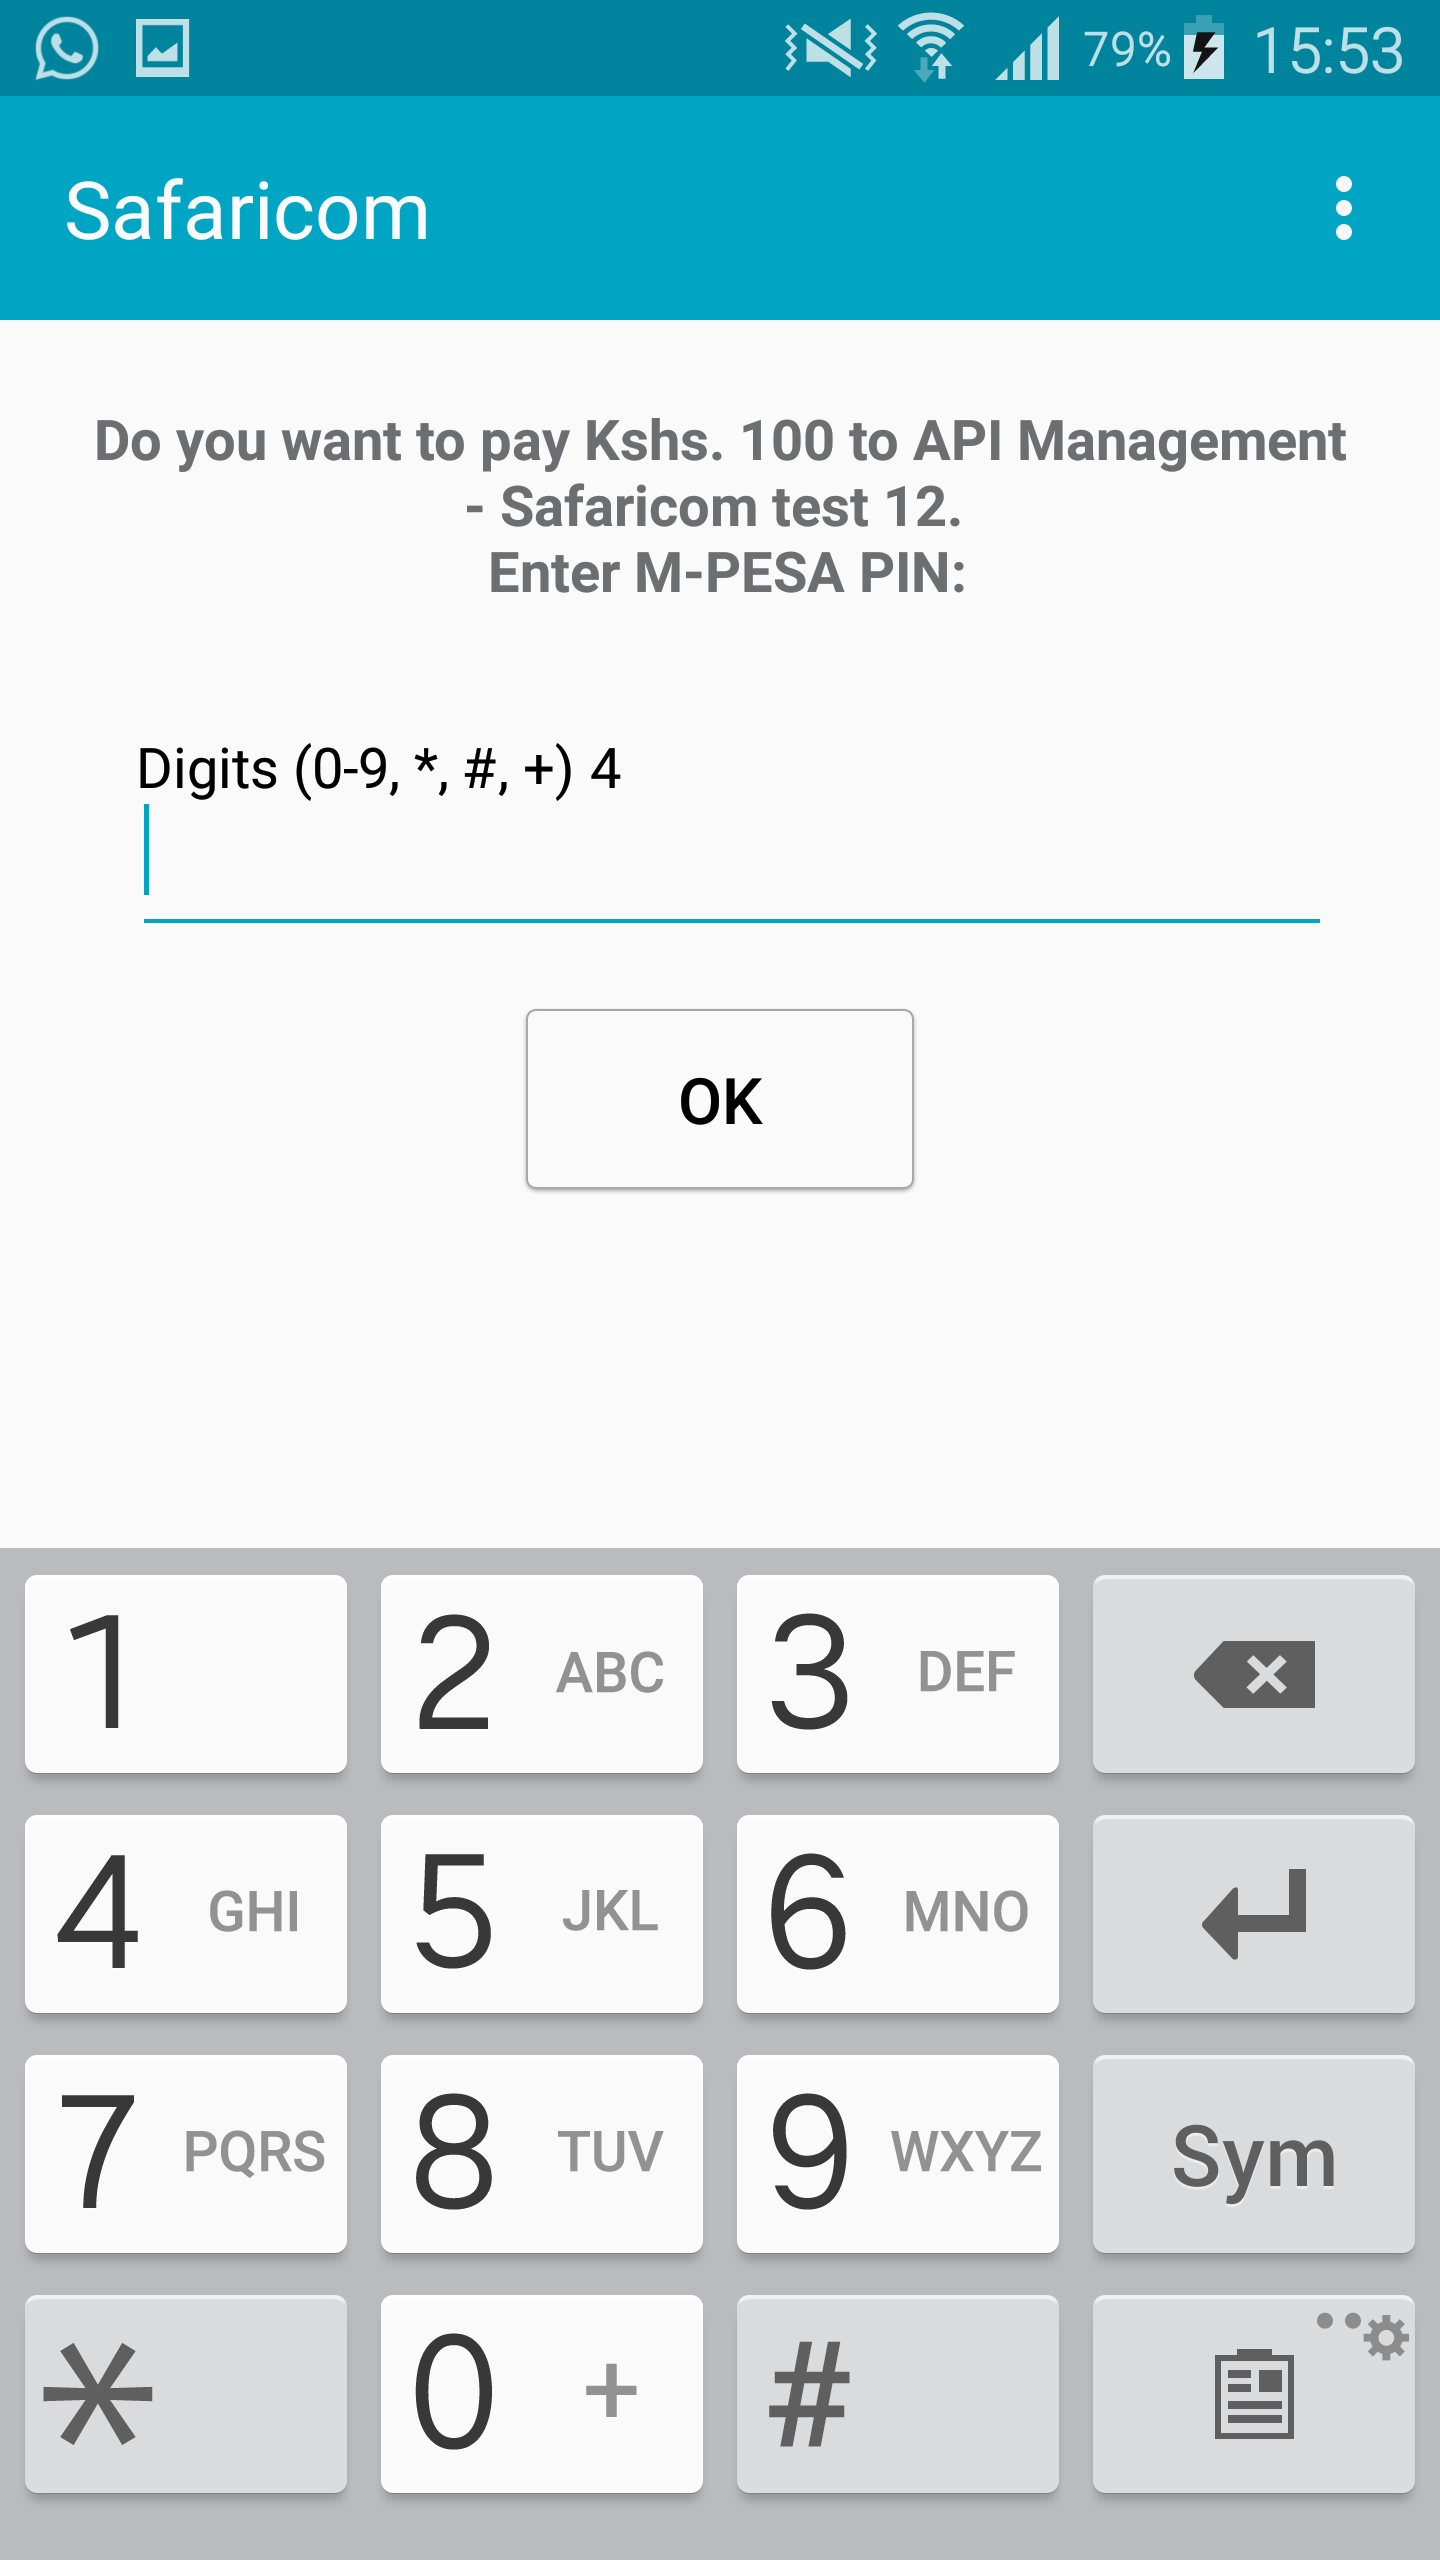 79% 15:53
Safaricom
Do you want to pay Kshs. 100 to API Management
- Safaricom test 12.
Enter M-PESA PIN:
Digits (0-9, *, #, +) 4
OK
1 2 ABC 3 DEF
4 GHI 5 JKL 6 MNO
7 PQRS 8 TUV 9 WXYZ Sym
* 0 + #